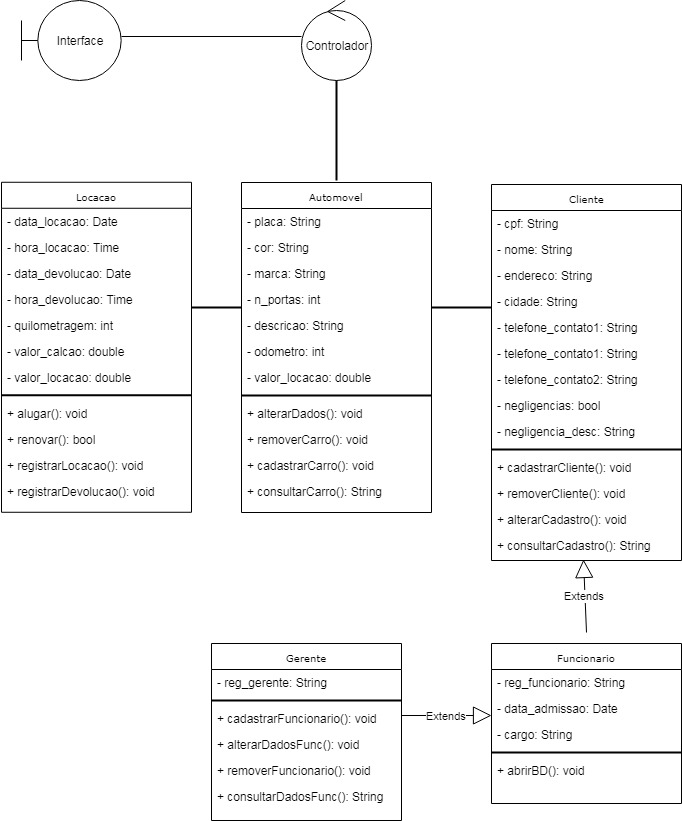 Interface
Controlador
Locacao
- data_locacao: Date
- hora_locacao: Time
- data_devolucao: Date
- hora_devolucao: Time
- quilometragem: int
- valor_calcao: double
- valor_locacao: double
+ alugar(): void
+ renovar(): bool
+ registrarLocacao(): void
+ registrarDevolucao(): void
Automovel
- placa: String
- cor: String
- marca: String
- n_portas: int
- descricao: String
- odometro: int
- valor_locacao: double
+ alterarDados(): void
+ removerCarro(): void
+ cadastrarCarro(): void
+ consultarCarro(): String
Cliente
- cpf: String
- nome: String
- endereco: String
- cidade: String
- telefone_contato1: String
- telefone_contato1: String
- telefone_contato2: String
- negligencias: bool
- negligencia_desc: String
+ cadastrarCliente(): void
+ removerCliente(): void
+ alterarCadastro(): void
+ consultarCadastro(): String
Extends
Gerente
- reg_gerente: String
+ cadastrarFuncionario(): void
+ alterarDadosFunc(): void
+ removerFuncionario(): void
+ consultarDadosFunc(): String
Extends
Funcionario
- reg_funcionario: String
- data_admissao: Date
- cargo: String
+ abrirBD(): void